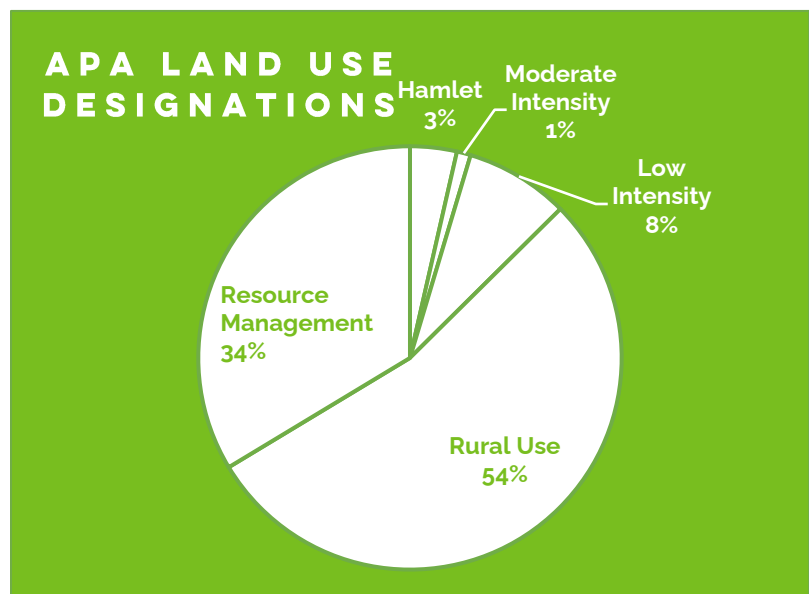 APA LAND USE
DESIGNATIONS
Hamlet
3%
Moderate
Intensity
1%
Low
Intensity
8%
Resource
Management
34%
Rural Use
54%